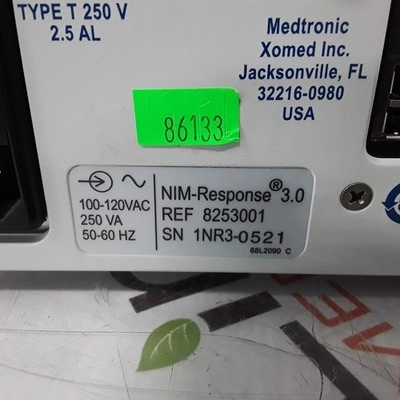 TYPE T 250 V
2.5 AL
Medtronic
Xomed Inc.
Jacksonville, FL
32216-0980
USA
86133
100-120VAC
250 VA
50-60 HZ
NIM-Response® 3.0
REF 8253001
SN 1NR3-0521
68L2090 C